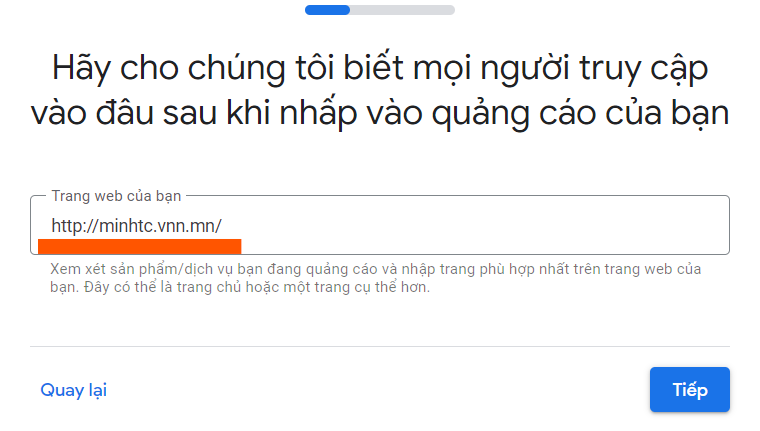 Hãy cho chúng tôi biết mọi người truy cập
vào đâu sau khi nhấp vào quảng cáo của bạn
Trang web của bạn
http://minhtc.vnn.mn/
Xem xét sản phẩm/dịch vụ bạn đang quảng cáo và nhập trang phù hợp nhất trên trang web của
bạn. Đây có thể là trang chủ hoặc một trang cụ thể hơn.
Quay lại
Tiếp